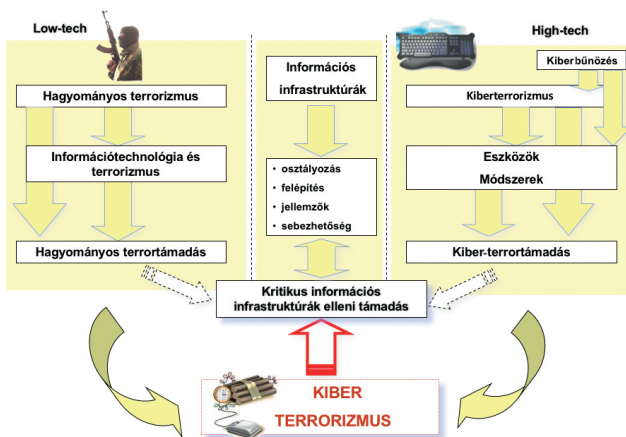 Low-tech
High-tech
Hagyományos terrorizmus
Információtechnológia és
terrorizmus
Hagyományos terrortámadás
Információs
infrastruktúrák
• osztályozás
• felépítés
• jellemzők
• sebezhetőség
Kiberbűnözés
Kiberterrorizmus
Eszközök
Módszerek
Kiber-terrortámadás
Kritikus információs
infrastruktúrák elleni támadás
KIBER
TERRORIZMUS